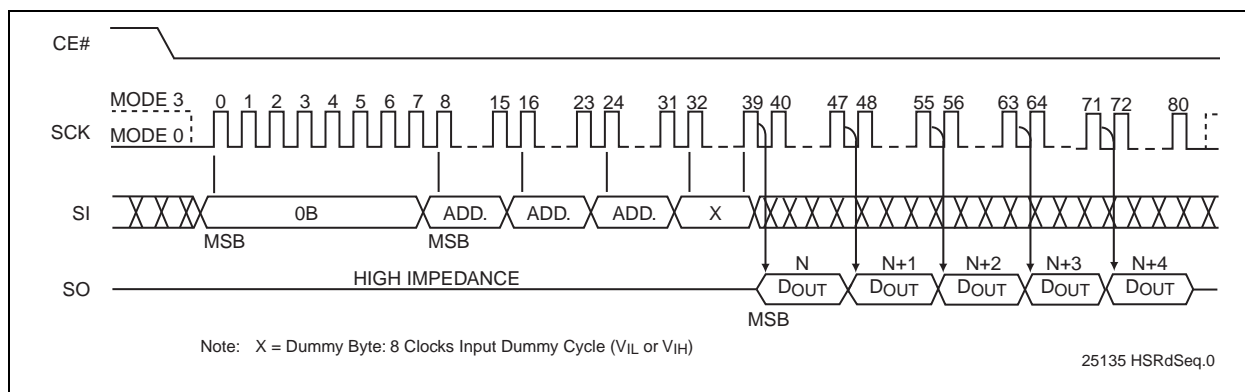 CE#
MODE 3
0 1 2 3 4 5 6 7 8 15 16 23 24 31 32 39 40 47 48 55 56 63 64 71 72 80
SCK
MODE 0
SI
0B ADD. ADD. ADD. X
MSB MSB
N N+1 N+2 N+3 N+4
SO
HIGH IMPEDANCE
DOUT DOUT DOUT DOUT DOUT
MSB
Note: X = Dummy Byte: 8 Clocks Input Dummy Cycle (VIL or VIH)
25135 HSRdSeq.0